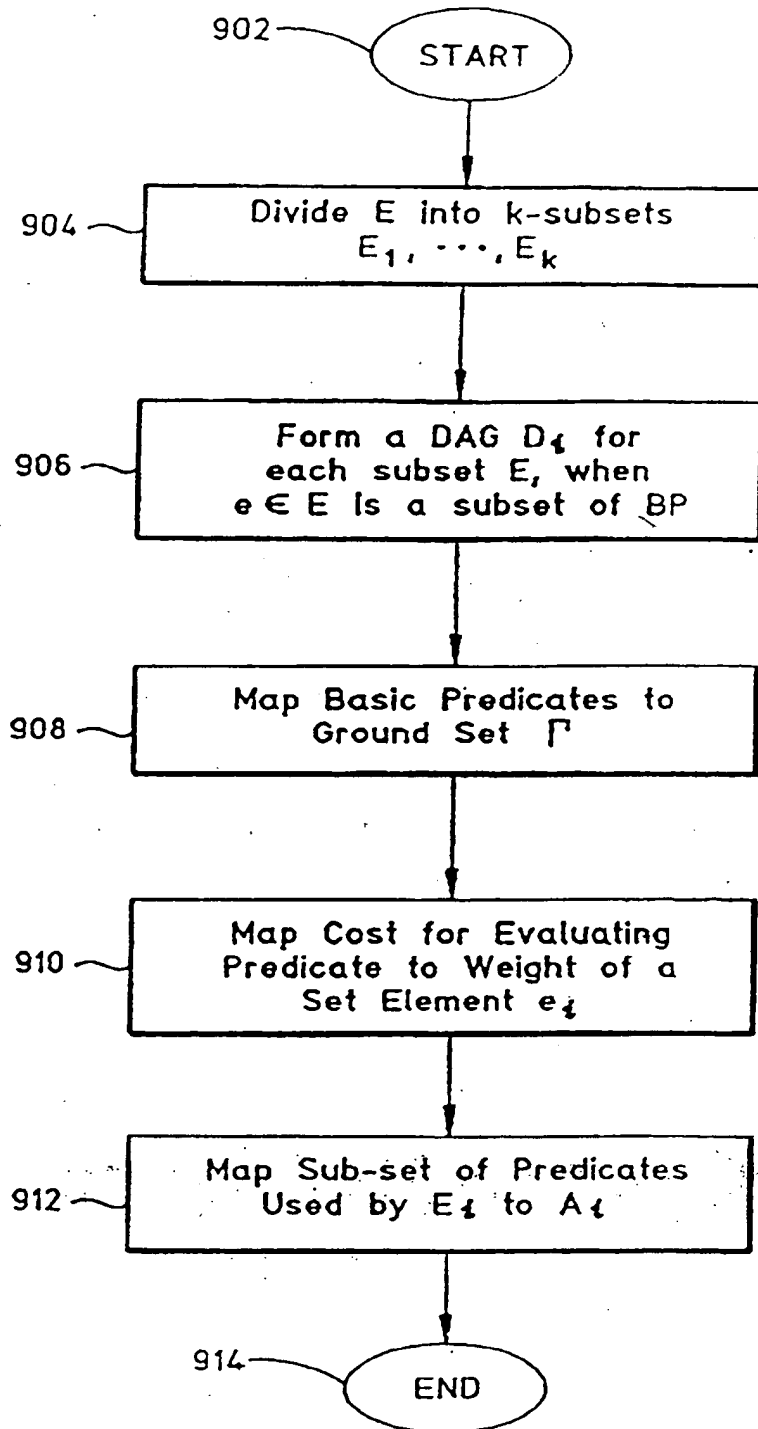 902
START
904
Divide E into k-subsets
E₁, ···, Eₖ
906
Form a DAG Dᵢ for
each subset E, when
e ∈ E is a subset of BP
908
Map Basic Predicates to
Ground Set Γ
910
Map Cost for Evaluating
Predicate to Weight of a
Set Element eᵢ
912
Map Sub-set of Predicates
Used by Eᵢ to Aᵢ
914
END